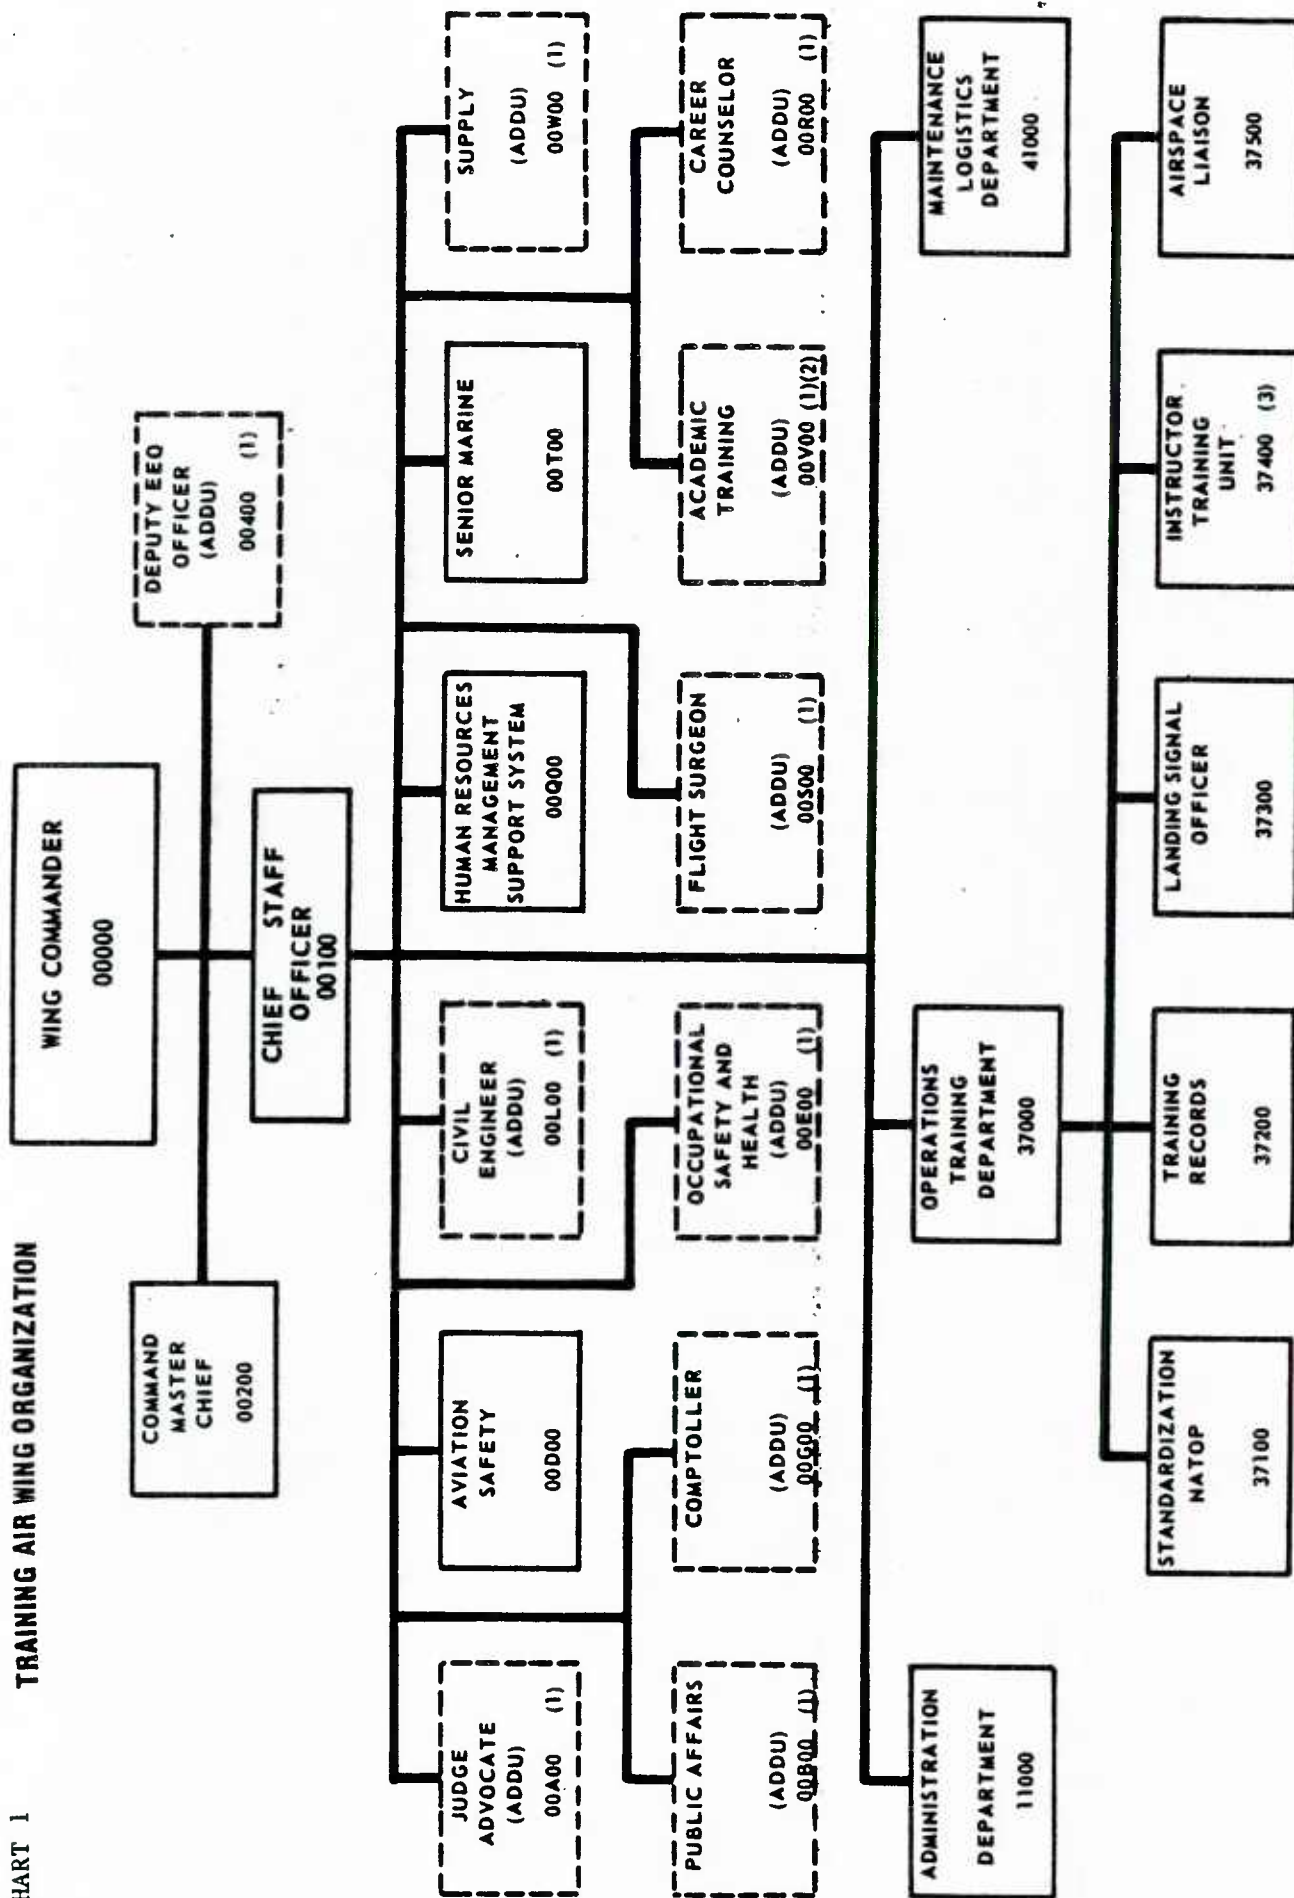 HART 1
TRAINING AIR WING ORGANIZATION
WING COMMANDER
00000
COMMAND
MASTER
CHIEF
00200
DEPUTY EEO
OFFICER
(ADDU)
00400 (1)
CHIEF STAFF
OFFICER
00100
JUDGE
ADVOCATE
(ADDU)
00A00 (1)
AVIATION
SAFETY
00D00
CIVIL
ENGINEER
(ADDU)
00L00 (1)
HUMAN RESOURCES
MANAGEMENT
SUPPORT SYSTEM
00Q00
SENIOR MARINE
00T00
SUPPLY
(ADDU)
00W00 (1)
PUBLIC AFFAIRS
(ADDU)
00B00 (1)
COMPTOLLER
(ADDU)
00G00 (1)
OCCUPATIONAL
SAFETY AND
HEALTH
(ADDU)
00E00 (1)
FLIGHT SURGEON
(ADDU)
00S00 (1)
ACADEMIC
TRAINING
(ADDU)
00V00 (1)(2)
CAREER
COUNSELOR
(ADDU)
00R00 (1)
ADMINISTRATION
DEPARTMENT
11000
OPERATIONS
TRAINING
DEPARTMENT
37000
MAINTENANCE
LOGISTICS
DEPARTMENT
41000
STANDARDIZATION
NATOP
37100
TRAINING
RECORDS
37200
LANDING SIGNAL
OFFICER
37300
INSTRUCTOR
TRAINING
UNIT
37400 (3)
AIRSPACE
LIAISON
37500